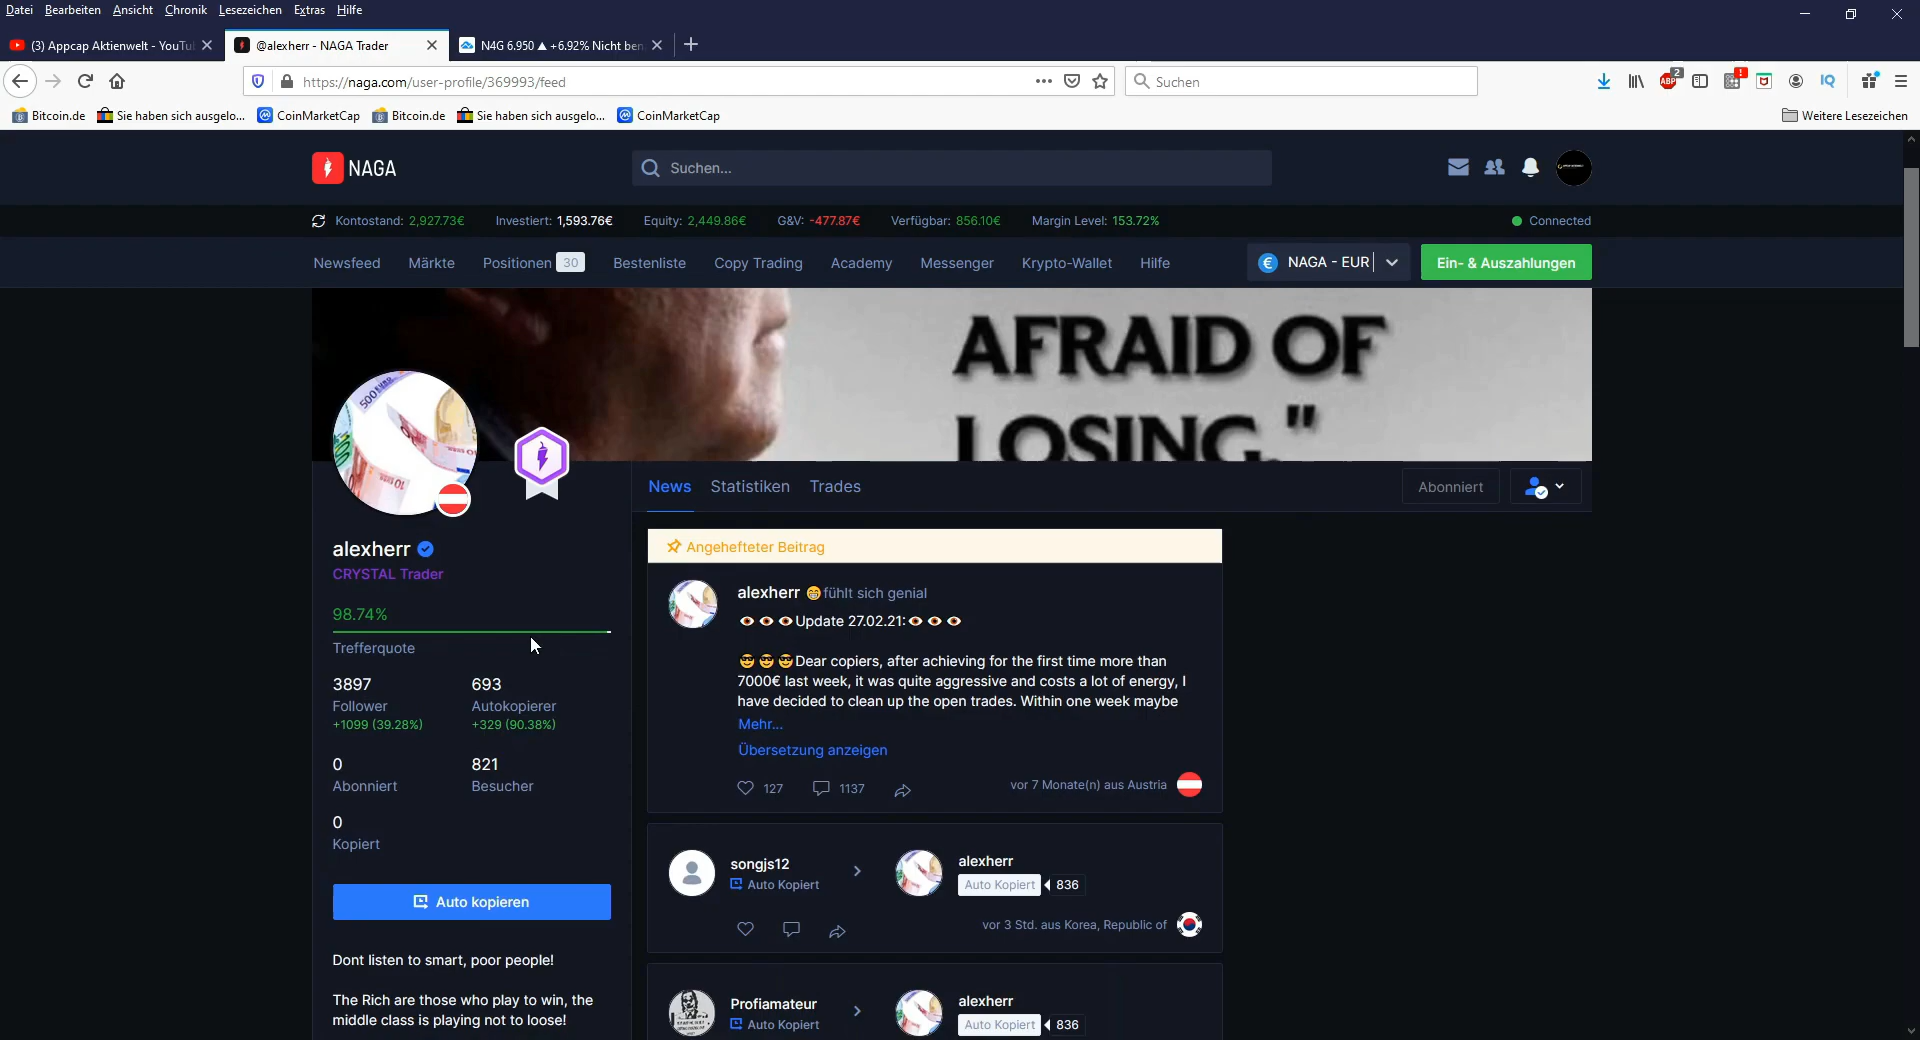 Datei Bearbeiten Ansicht Chronik Lesezeichen Extras Hilfe
(3) Appcap Aktienwelt - YouTu
@alexherr - NAGA Trader
N4G 6.950 ▲ +6.92% Nicht ben
https://naga.com/user-profile/369993/feed
Suchen
ABP 2 ! IQ
Bitcoin.de Sie haben sich ausgelo... CoinMarketCap Bitcoin.de Sie haben sich ausgelo... CoinMarketCap Weitere Lesezeichen
NAGA
Suchen...
Kontostand: 2,927.73€ Investiert: 1,593.76€ Equity: 2,449.86€ G&V: -477.87€ Verfügbar: 856.10€ Margin Level: 153.72% Connected
Newsfeed Märkte Positionen 30 Bestenliste Copy Trading Academy Messenger Krypto-Wallet Hilfe € NAGA - EUR Ein- & Auszahlungen
AFRAID OF
LOSING."
News Statistiken Trades Abonniert
alexherr
CRYSTAL Trader
98.74%
Trefferquote
3897 693
Follower Autokopierer
+1099 (39.28%) +329 (90.38%)
0 821
Abonniert Besucher
0
Kopiert
Auto kopieren
Dont listen to smart, poor people!
The Rich are those who play to win, the
middle class is playing not to loose!
Angehefteter Beitrag
alexherr 😁fühlt sich genial
👁👁👁Update 27.02.21:👁👁👁
😎😎😎Dear copiers, after achieving for the first time more than
7000€ last week, it was quite aggressive and costs a lot of energy, I
have decided to clean up the open trades. Within one week maybe
Mehr...
Übersetzung anzeigen
127 1137 vor 7 Monate(n) aus Austria
songjs12 alexherr
Auto Kopiert Auto Kopiert 836
vor 3 Std. aus Korea, Republic of
Profiamateur alexherr
Auto Kopiert Auto Kopiert 836